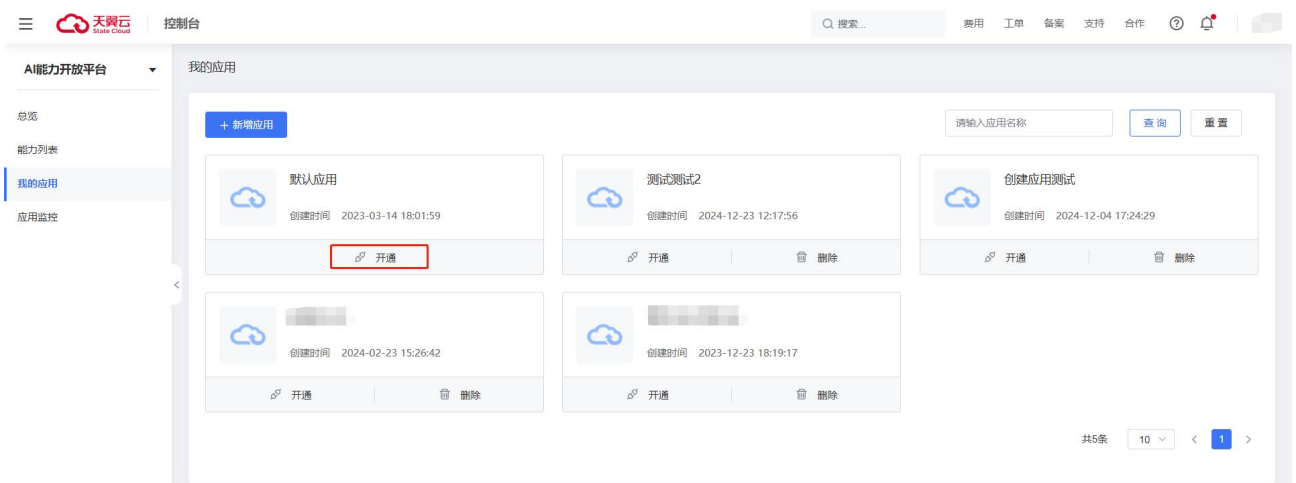 天翼云
State Cloud
控制台
搜索...
费用 工单 备案 支持 合作
AI能力开放平台
我的应用
总览
能力列表
我的应用
应用监控
+ 新增应用
请输入应用名称
查询
重置
默认应用
创建时间 2023-03-14 18:01:59
开通
测试测试2
创建时间 2024-12-23 12:17:56
开通 删除
创建应用测试
创建时间 2024-12-04 17:24:29
开通 删除
创建时间 2024-02-23 15:26:42
开通 删除
创建时间 2023-12-23 18:19:17
开通 删除
共5条 10 < 1 >